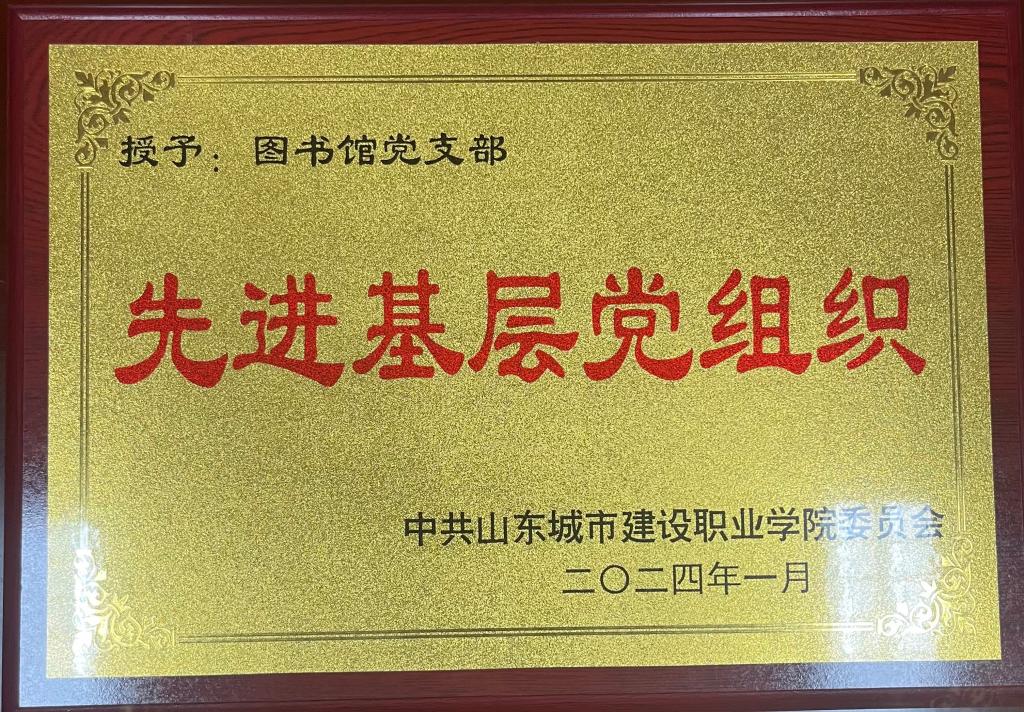 授予：图书馆党支部
先进基层党组织
中共山东城市建设职业学院委员会
二〇二四年一月